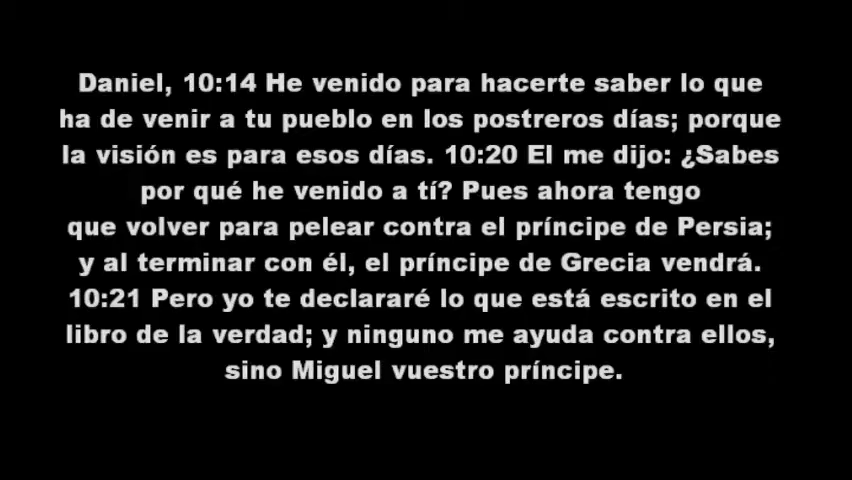 Daniel, 10:14 He venido para hacerte saber lo que
ha de venir a tu pueblo en los postreros días; porque
la visión es para esos días. 10:20 El me dijo: ¿Sabes
por qué he venido a tí? Pues ahora tengo
que volver para pelear contra el príncipe de Persia;
y al terminar con él, el príncipe de Grecia vendrá.
10:21 Pero yo te declararé lo que está escrito en el
libro de la verdad; y ninguno me ayuda contra ellos,
sino Miguel vuestro príncipe.